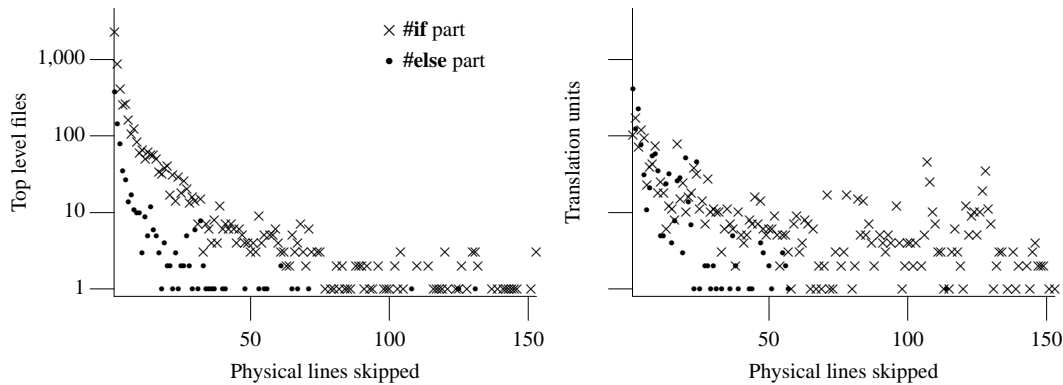 × #if part
• #else part
Top level files
1,000
100
10
1
50
100
150
Physical lines skipped
Translation units
50
100
150
Physical lines skipped